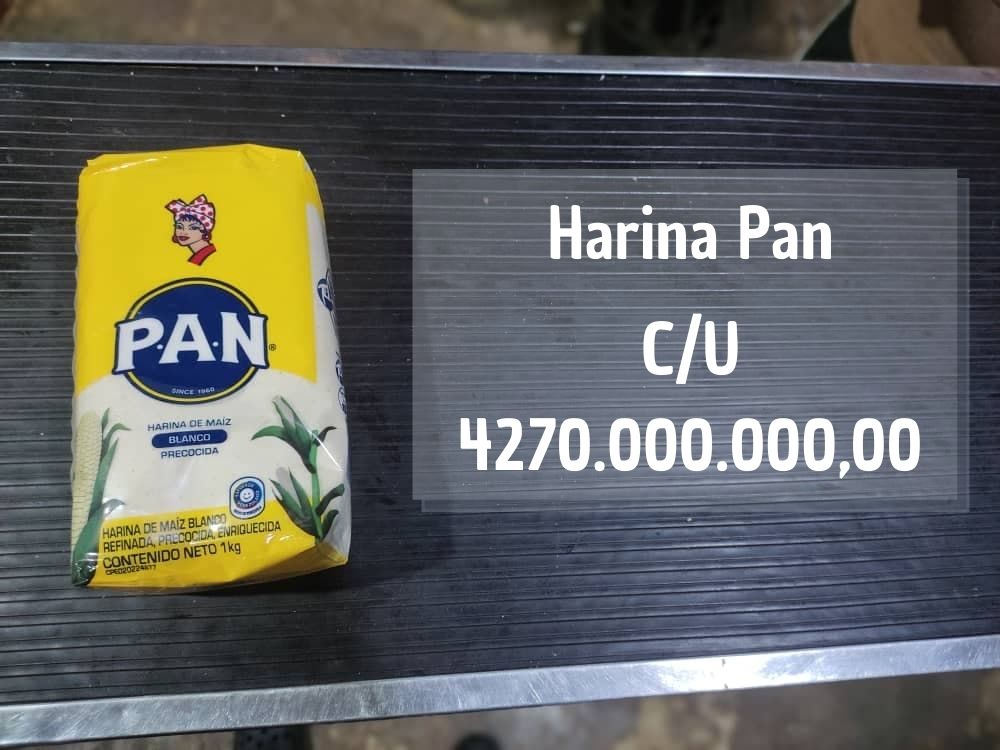 P.A.N
SINCE 1960
HARINA DE MAÍZ
BLANCO
PRECOCIDA
HARINA DE MAÍZ BLANCO
REFINADA, PRECOCIDA, ENRIQUECIDA
CONTENIDO NETO 1kg
Harina Pan
C/U
4270.000.000,00